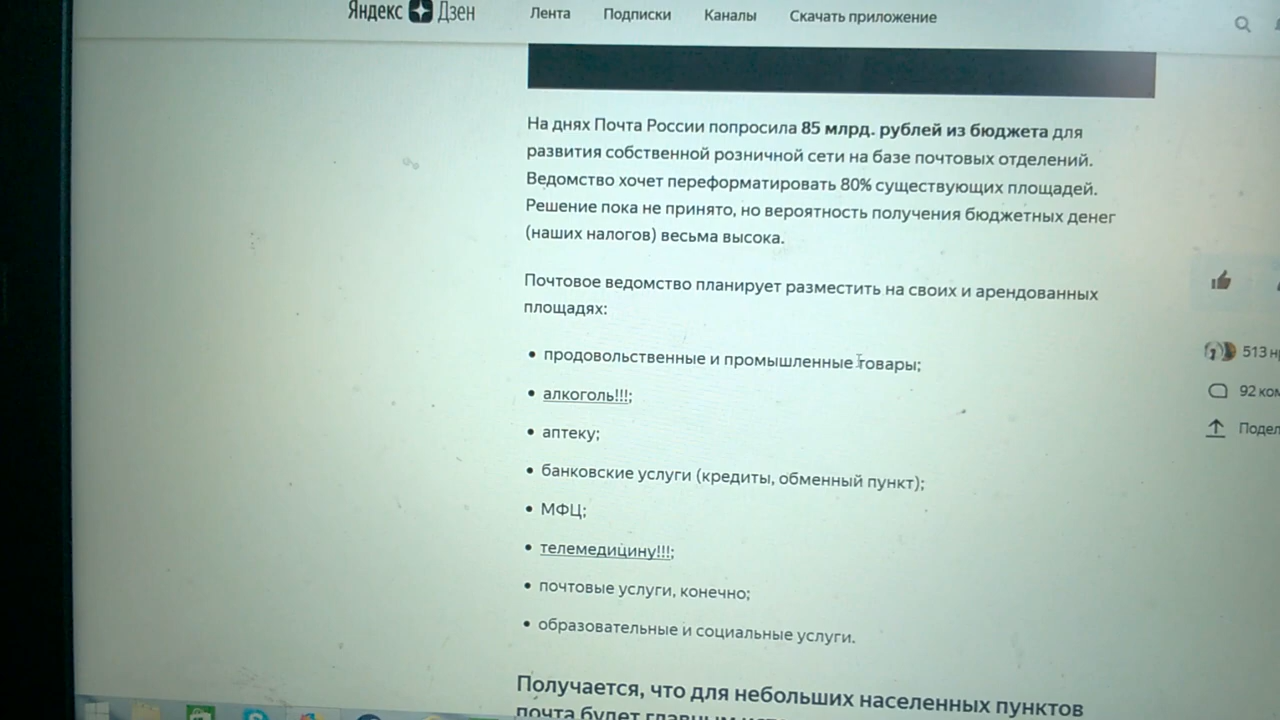 Яндекс Дзен Лента Подписки Каналы Скачать приложение
На днях Почта России попросила 85 млрд. рублей из бюджета для
развития собственной розничной сети на базе почтовых отделений.
Ведомство хочет переформатировать 80% существующих площадей.
Решение пока не принято, но вероятность получения бюджетных денег
(наших налогов) весьма высока.
Почтовое ведомство планирует разместить на своих и арендованных
площадях:
• продовольственные и промышленные товары;
• алкоголь!!!;
• аптеку;
• банковские услуги (кредиты, обменный пункт);
• МФЦ;
• телемедицину!!!;
• почтовые услуги, конечно;
• образовательные и социальные услуги.
513
92
Получается, что для небольших населенных пунктов
почта будет